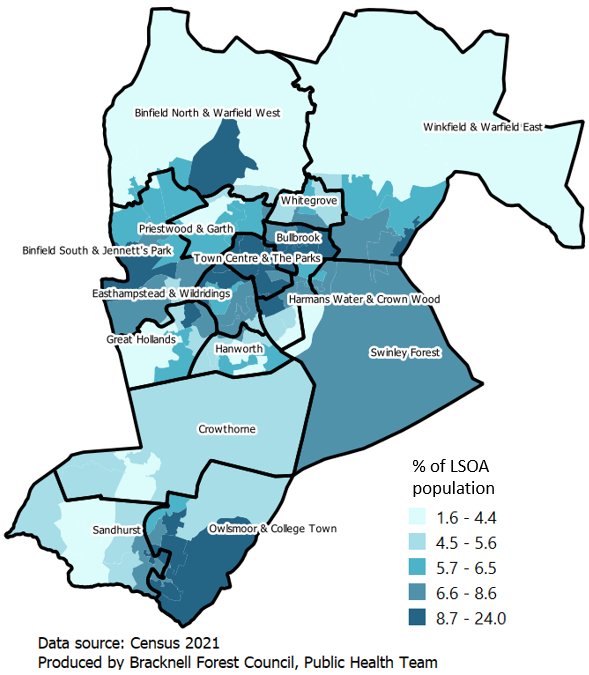 Binfield North & Warfield West
Winkfield & Warfield East
Whitegrove
Priestwood & Garth
Bullbrook
Binfield South & Jennett's Park
Town Centre & The Parks
Easthampstead & Wildridings
Harmans Water & Crown Wood
Great Hollands
Hanworth
Swinley Forest
Crowthorne
Sandhurst
Owlsmoor & College Town
% of LSOA
population
1.6 - 4.4
4.5 - 5.6
5.7 - 6.5
6.6 - 8.6
8.7 - 24.0
Data source: Census 2021
Produced by Bracknell Forest Council, Public Health Team